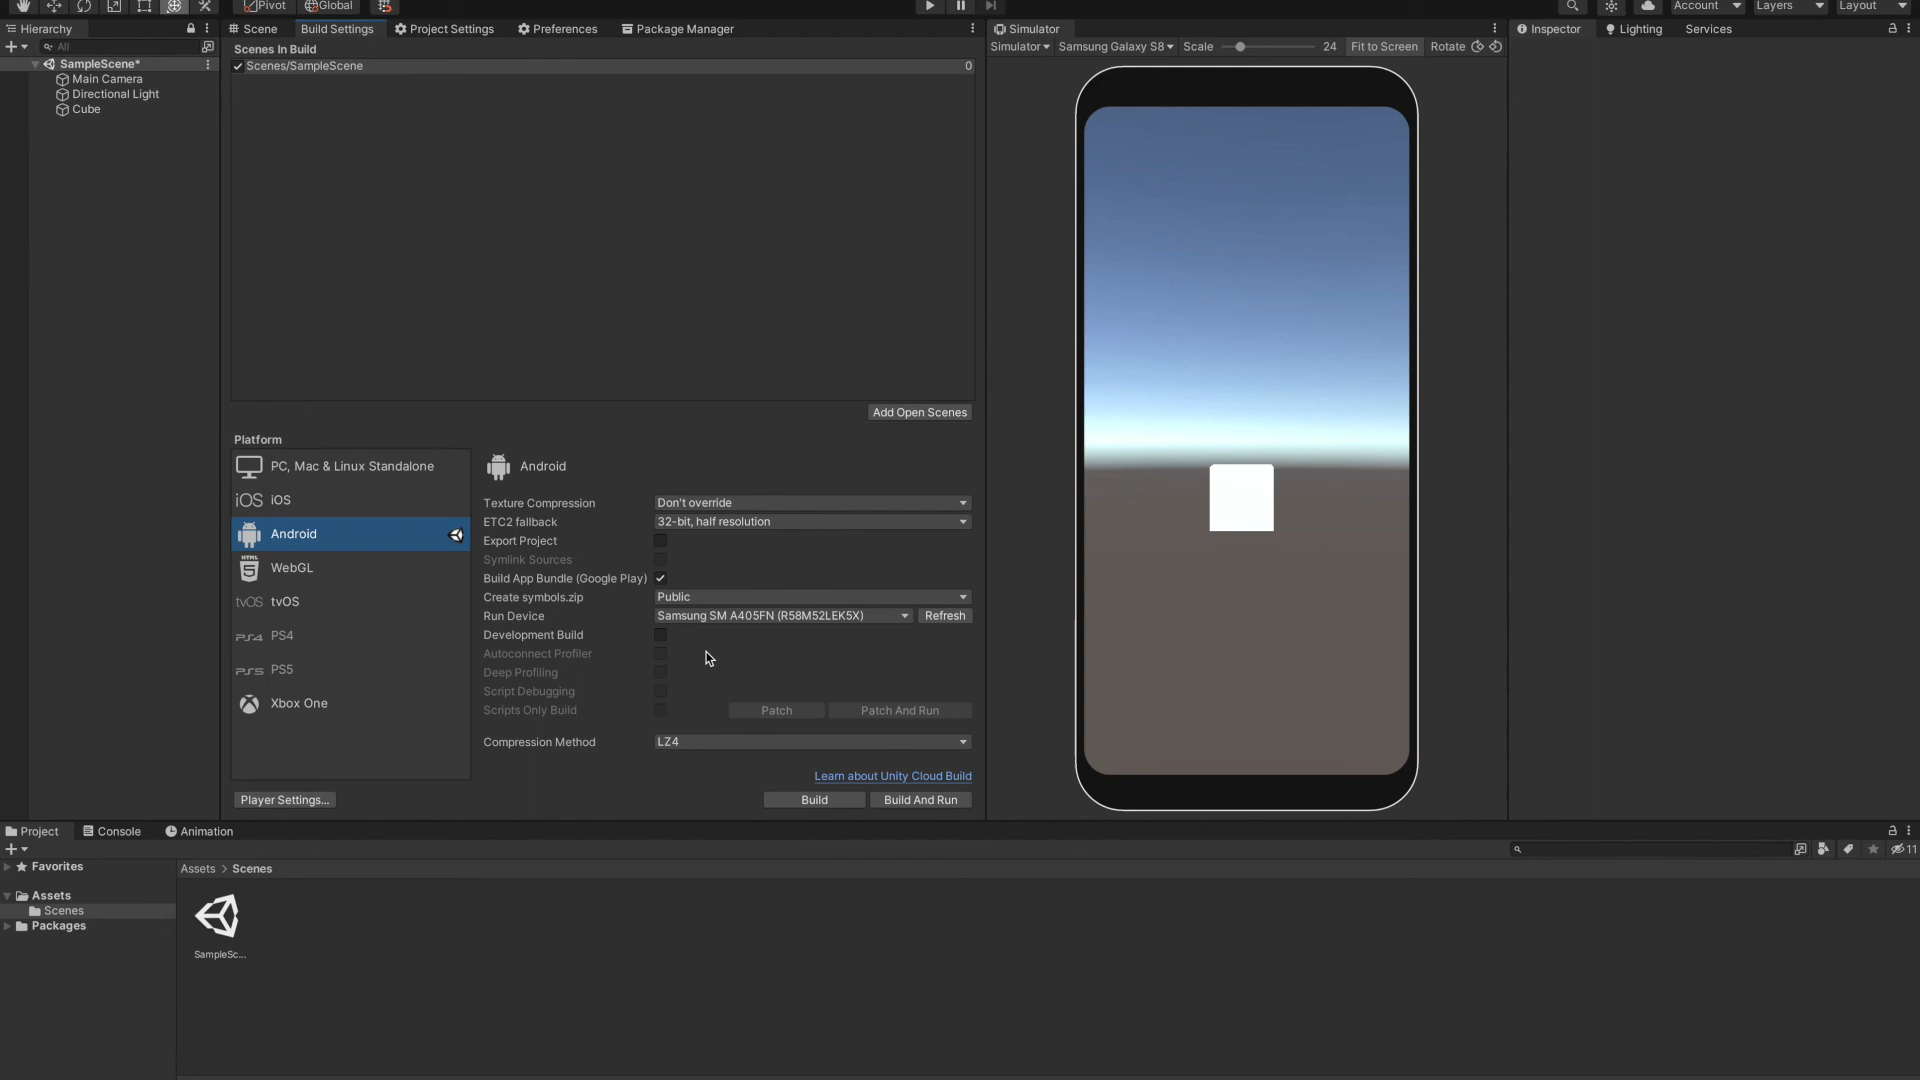 Pivot
Global
Account
Layers
Layout
Hierarchy
All
SampleScene*
Main Camera
Directional Light
Cube
Scene
Build Settings
Project Settings
Preferences
Package Manager
Scenes In Build
Scenes/SampleScene
0
Add Open Scenes
Platform
PC, Mac & Linux Standalone
iOS iOS
Android
HTML 5 WebGL
tvOS tvOS
PS4 PS4
PS5 PS5
Xbox One
Player Settings...
Android
Texture Compression Don't override
ETC2 fallback 32-bit, half resolution
Export Project
Symlink Sources
Build App Bundle (Google Play)
Create symbols.zip Public
Run Device Samsung SM A405FN (R58M52LEK5X) Refresh
Development Build
Autoconnect Profiler
Deep Profiling
Script Debugging
Scripts Only Build Patch Patch And Run
Compression Method LZ4
Learn about Unity Cloud Build
Build Build And Run
Simulator
Simulator Samsung Galaxy S8 Scale 24 Fit to Screen Rotate
Inspector
Lighting
Services
Project
Console
Animation
11
Favorites
Assets
Scenes
Packages
Assets > Scenes
SampleSc...